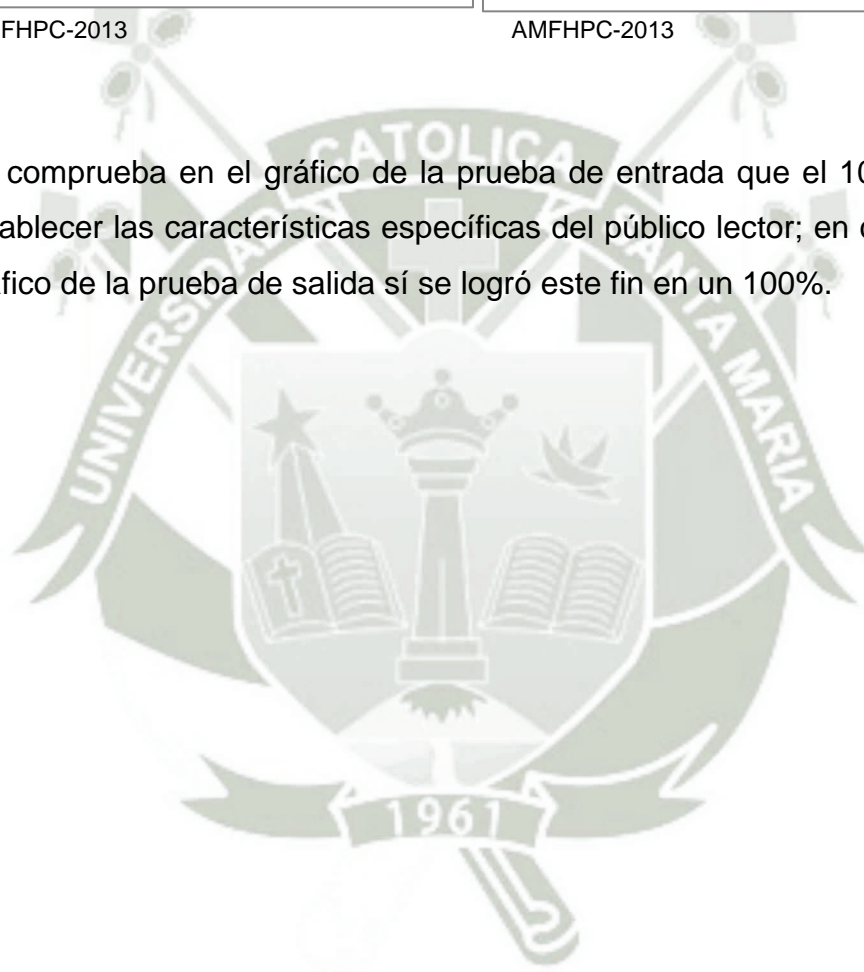 FHPC-2013 AMFHPC-2013
comprueba en el gráfico de la prueba de entrada que el 10
ablecer las características específicas del público lector; en
fico de la prueba de salida sí se logró este fin en un 100%.
UNIVERSIDAD CATOLICA SANTA MARIA
1961